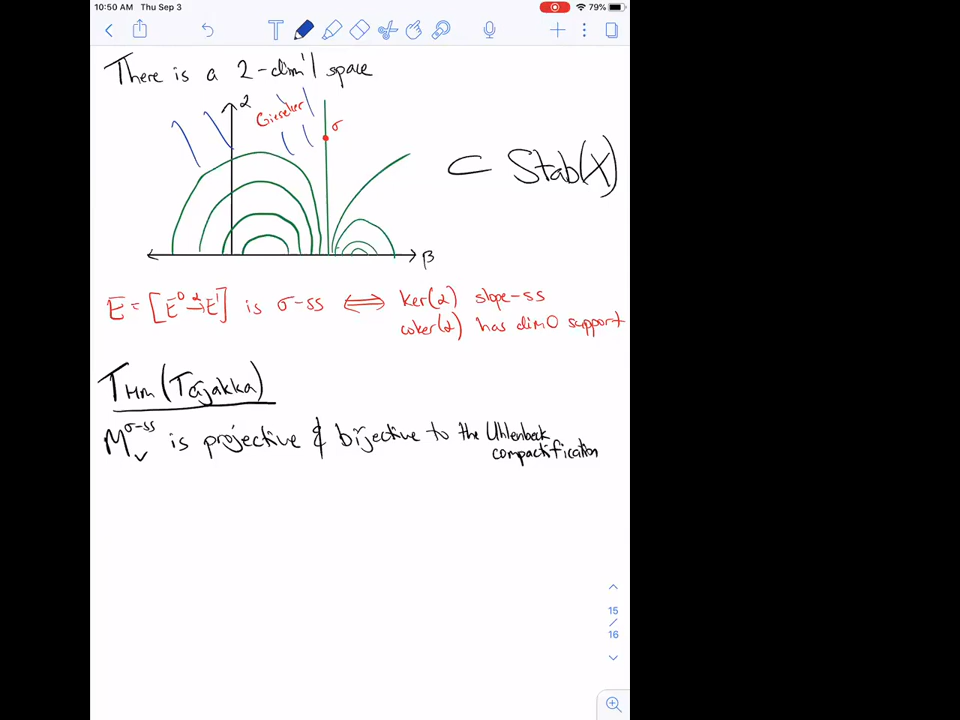 10:50 AM Thu Sep 3
79%
There is a 2-dim'l space
α
Gieseker
σ
⊂ Stab(X)
β
E = [E⁰ →α E¹] is σ-ss ⟺ ker(α) slope-ss
coker(α) has dim 0 support
Thm (Tajakka)
M_v^{σ-ss} is projective & bijective to the Uhlenbeck
compactification
15
/
16